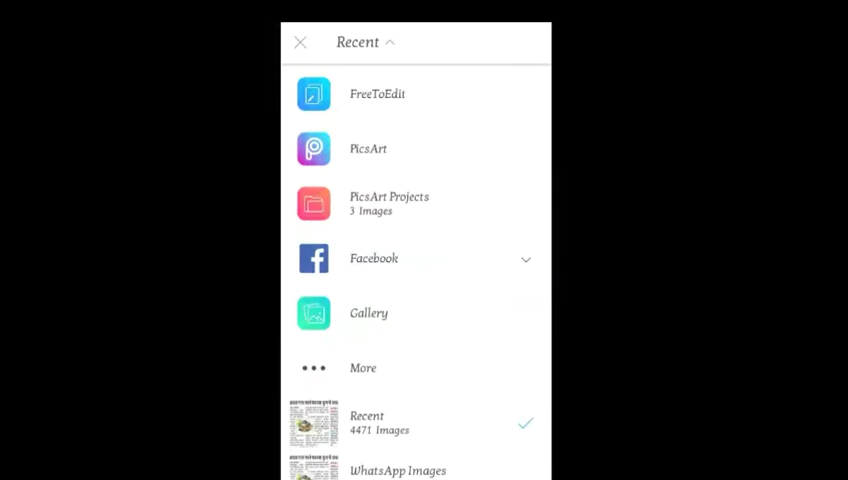 Recent
FreeToEdit
PicsArt
PicsArt Projects
3 Images
Facebook
Gallery
More
Recent
4471 Images
WhatsApp Images